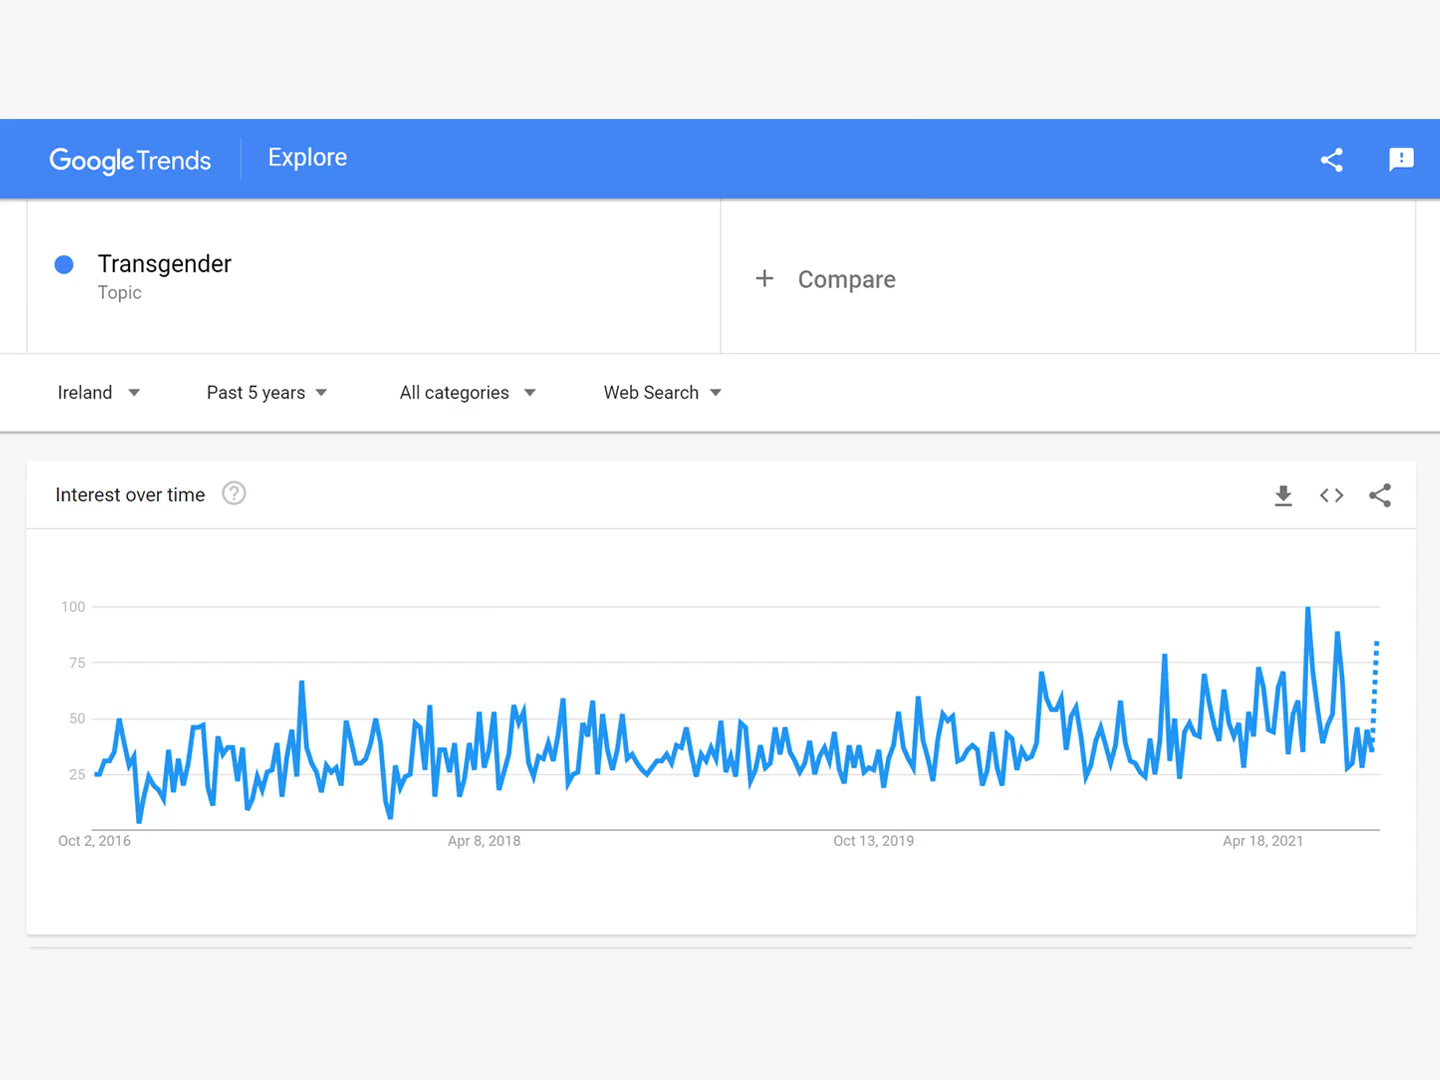 Google Trends Explore
Transgender
Topic
+ Compare
Ireland Past 5 years All categories Web Search
Interest over time ?
100
75
50
25
Oct 2, 2016 Apr 8, 2018 Oct 13, 2019 Apr 18, 2021